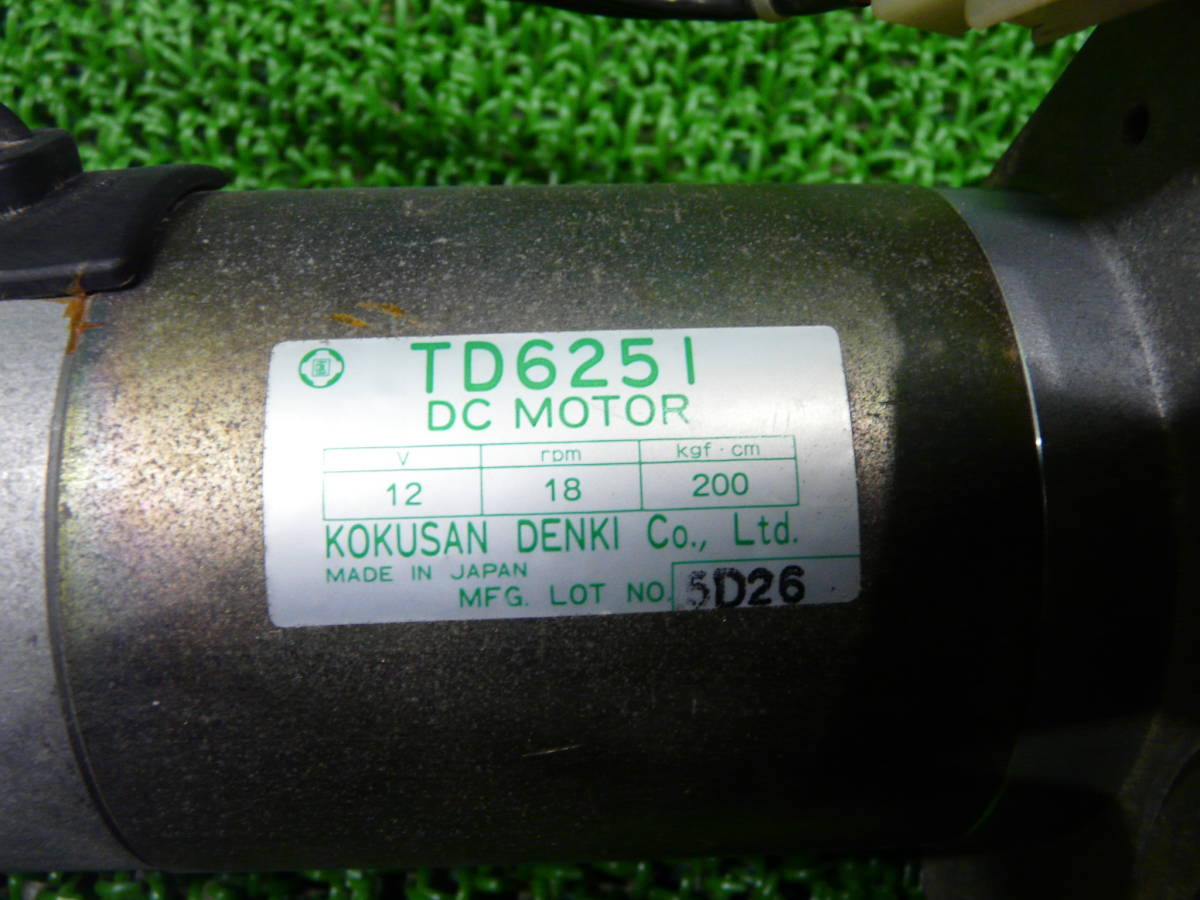 国
TD6251
DC MOTOR
V rpm kgf·cm
12 18 200
KOKUSAN DENKI Co., Ltd.
MADE IN JAPAN
MFG. LOT NO. 5D26